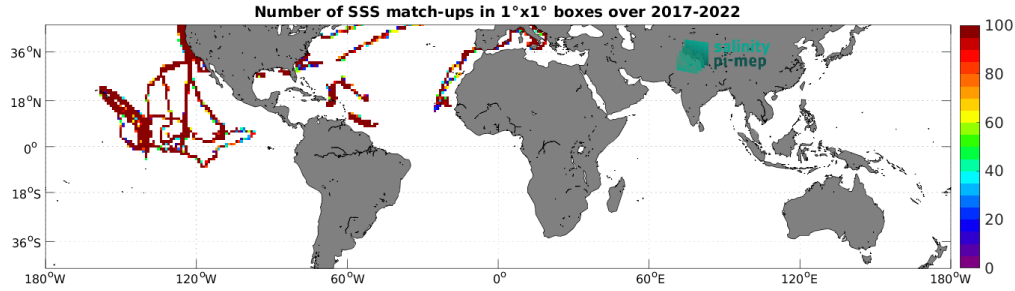 Number of SSS match-ups in 1°x1° boxes over 2017-2022
salinity
pi-mep
36°N
18°N
0°
18°S
36°S
180°W 120°W 60°W 0° 60°E 120°E 180°W
100
80
60
40
20
0